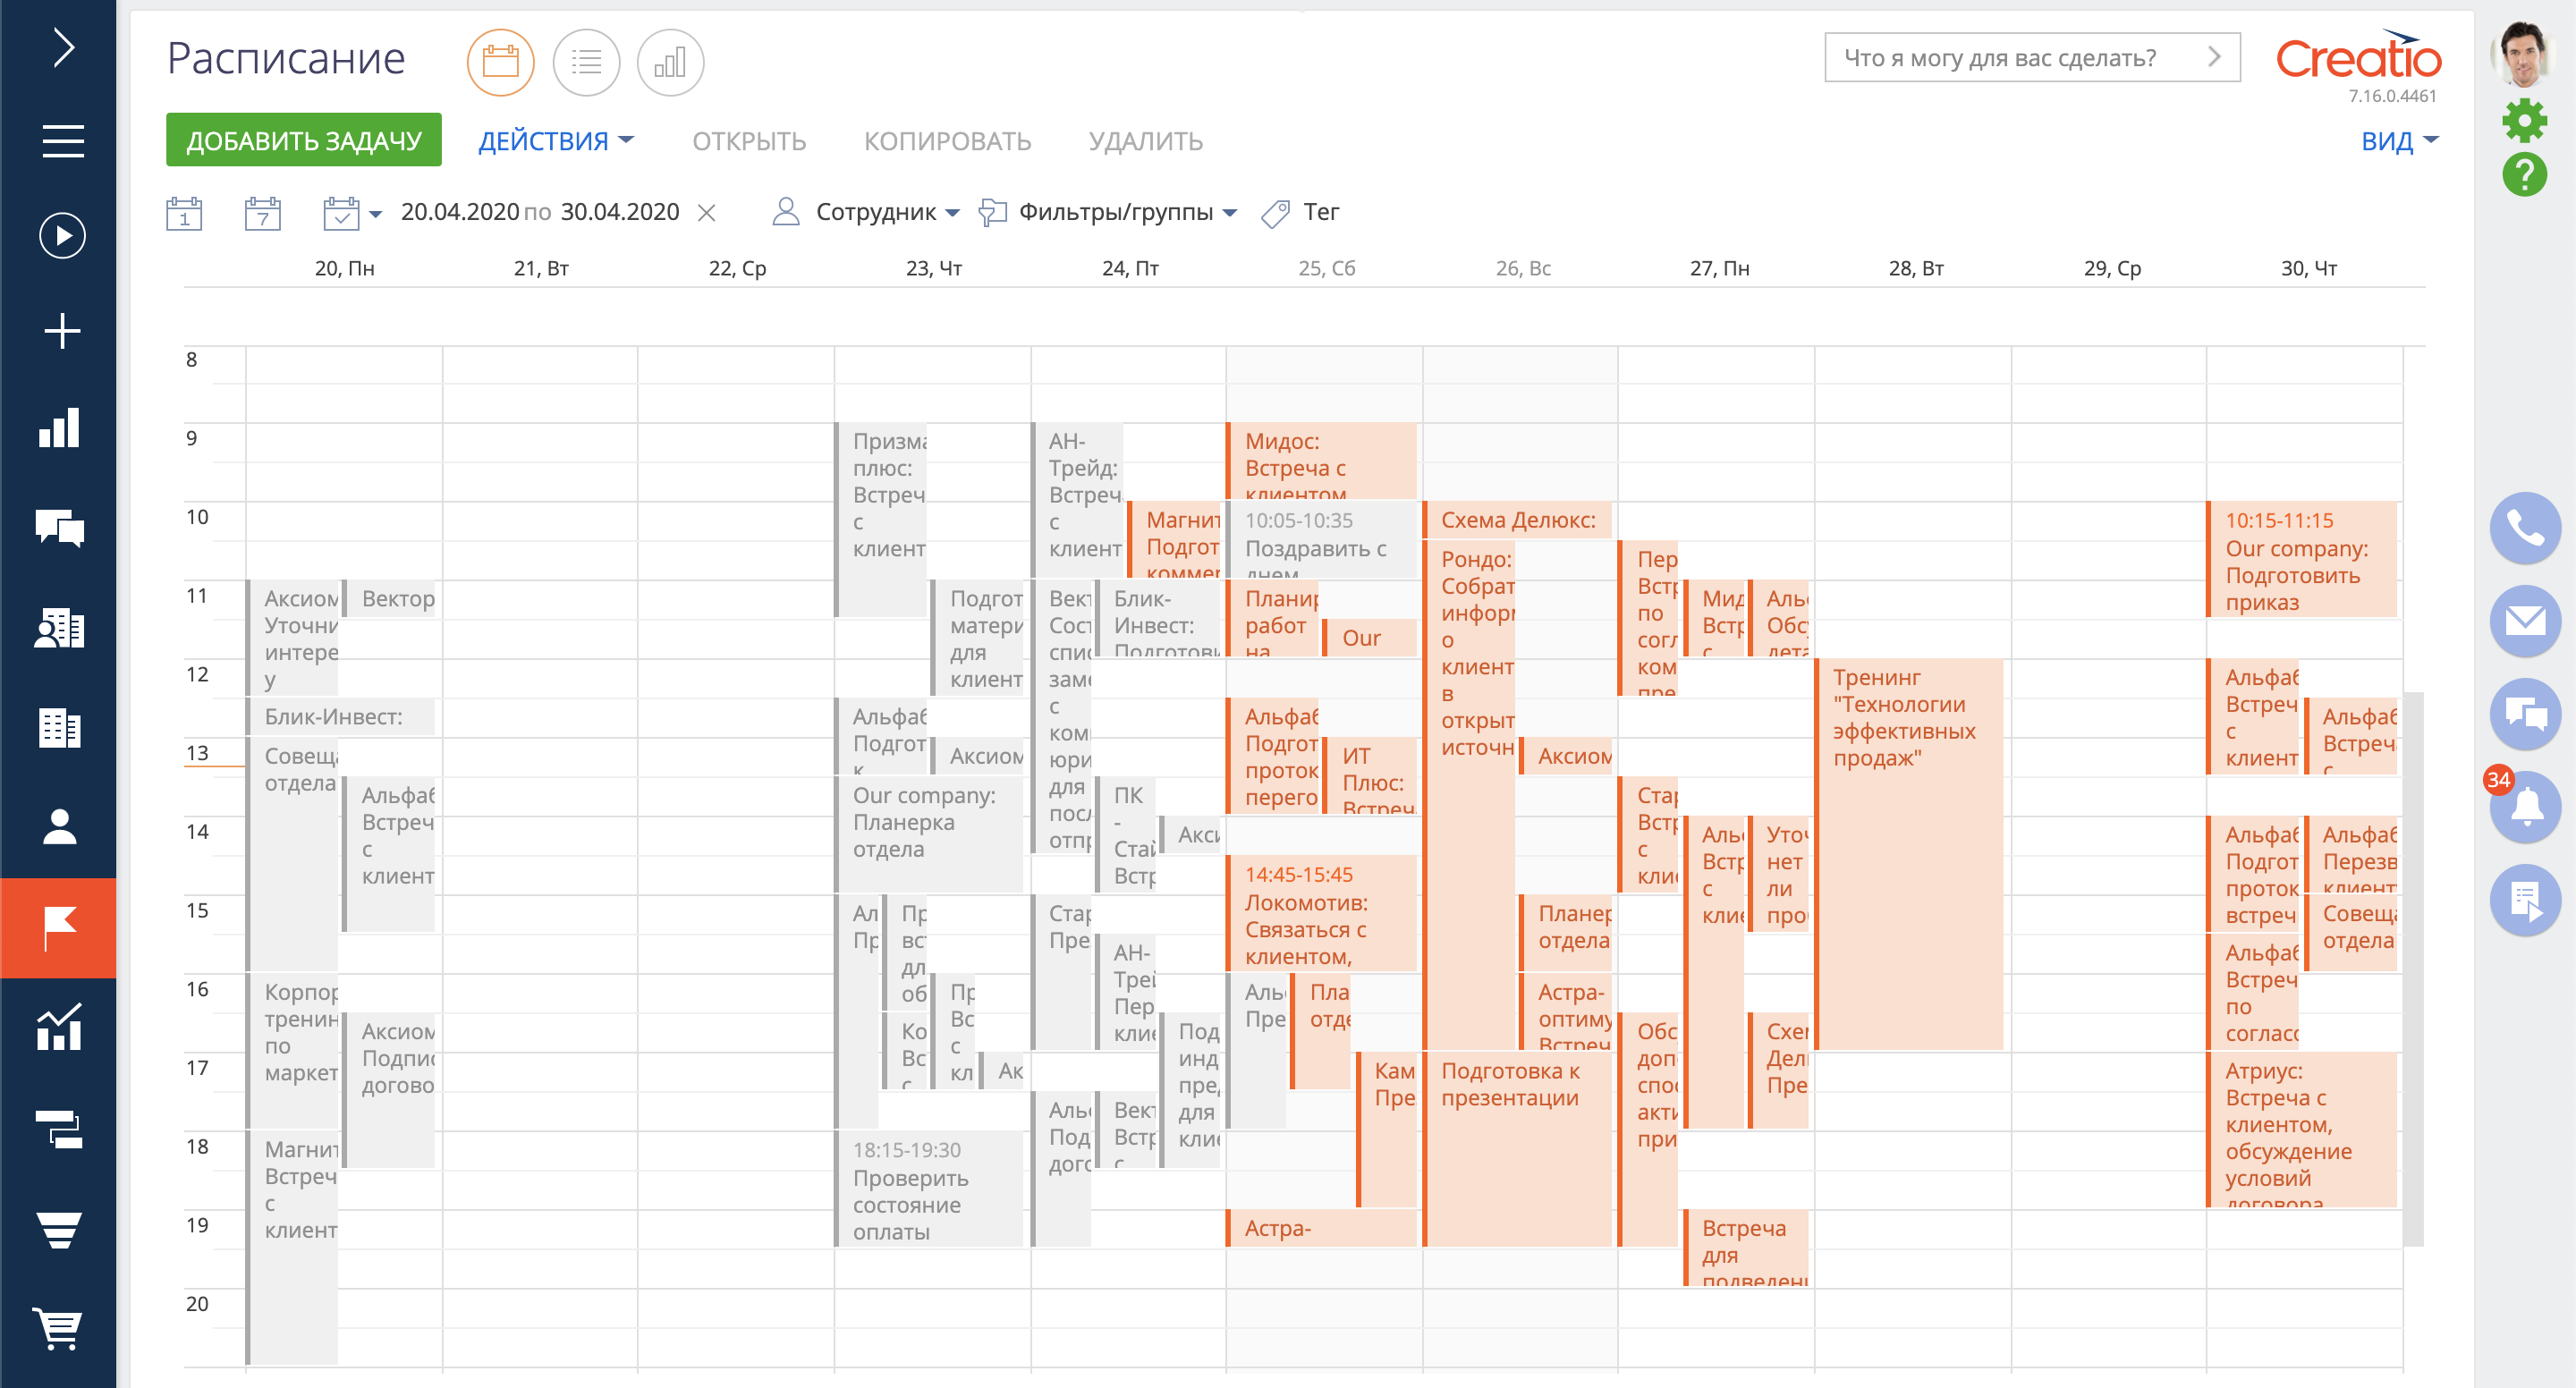 Расписание
Что я могу для вас сделать?
Creatio
7.16.0.4461
ДОБАВИТЬ ЗАДАЧУ
ДЕЙСТВИЯ
ОТКРЫТЬ
КОПИРОВАТЬ
УДАЛИТЬ
ВИД
1
7
20.04.2020 по 30.04.2020
Сотрудник
Фильтры/группы
Тег
20, Пн
21, Вт
22, Ср
23, Чт
24, Пт
25, Сб
26, Вс
27, Пн
28, Вт
29, Ср
30, Чт
8
9
10
11
12
13
14
15
16
17
18
19
20
Аксиом
Уточни
интере
у
Вектор
Блик-Инвест:
Совеща
отдела
Альфаб
Встреч
с
клиент
Корпор
тренин
по
маркет
Аксиом
Подпис
догово
Магнит
Встреч
с
клиент
Призма
плюс:
Встреч
с
клиент
Подгот
матери
для
клиент
Альфаб
Подгот
к
Аксиом
Our company:
Планерка
отдела
Ал
Пр
Пр
вс
дл
об
Ко
Вс
с
Пр
Вс
с
кл
Ак
18:15-19:30
Проверить
состояние
оплаты
АН-
Трейд:
Встреч
с
клиент
Магнит
Подгот
коммер
Вект
Сост
спис
заме
с
ком
юри
для
посл
отпр
Блик-
Инвест:
Подготови
ПК
-
Стай
Встр
Акси
Стар
Пре
АН-
Трей
Пер
клие
Под
инд
пред
для
клие
Аль
Под
дого
Вект
Встр
с
Мидос:
Встреча с
клиентом
10:05-10:35
Поздравить с
днем
Планир
работ
на
Our
Альфаб
Подгот
проток
перего
ИТ
Плюс:
Встреч
14:45-15:45
Локомотив:
Связаться с
клиентом,
Аль
Пре
Пла
отде
Кам
Пре
Астра-
Схема Делюкс:
Рондо:
Собрат
информ
о
клиент
в
открыт
источн
Аксиом
Планер
отдела
Астра-
оптиму
Встреч
Подготовка к
презентации
Пер
Встр
по
согл
ком
пре
Мид
Встр
с
Аль
Обс
дета
Стар
Встр
с
клие
Аль
Встр
с
клие
Уточ
нет
ли
про
Обс
доп
спос
акти
при
Схем
Дел
Пре
Встреча
для
подведени
Тренинг
"Технологии
эффективных
продаж"
10:15-11:15
Our company:
Подготовить
приказ
Альфаб
Встреч
с
клиент
Альфаб
Встреча
с
Альфаб
Подгот
проток
встреч
Альфаб
Перезв
клиент
Совеща
отдела
Альфаб
Встреч
по
согласо
Атриус:
Встреча с
клиентом,
обсуждение
условий
договора
?
34